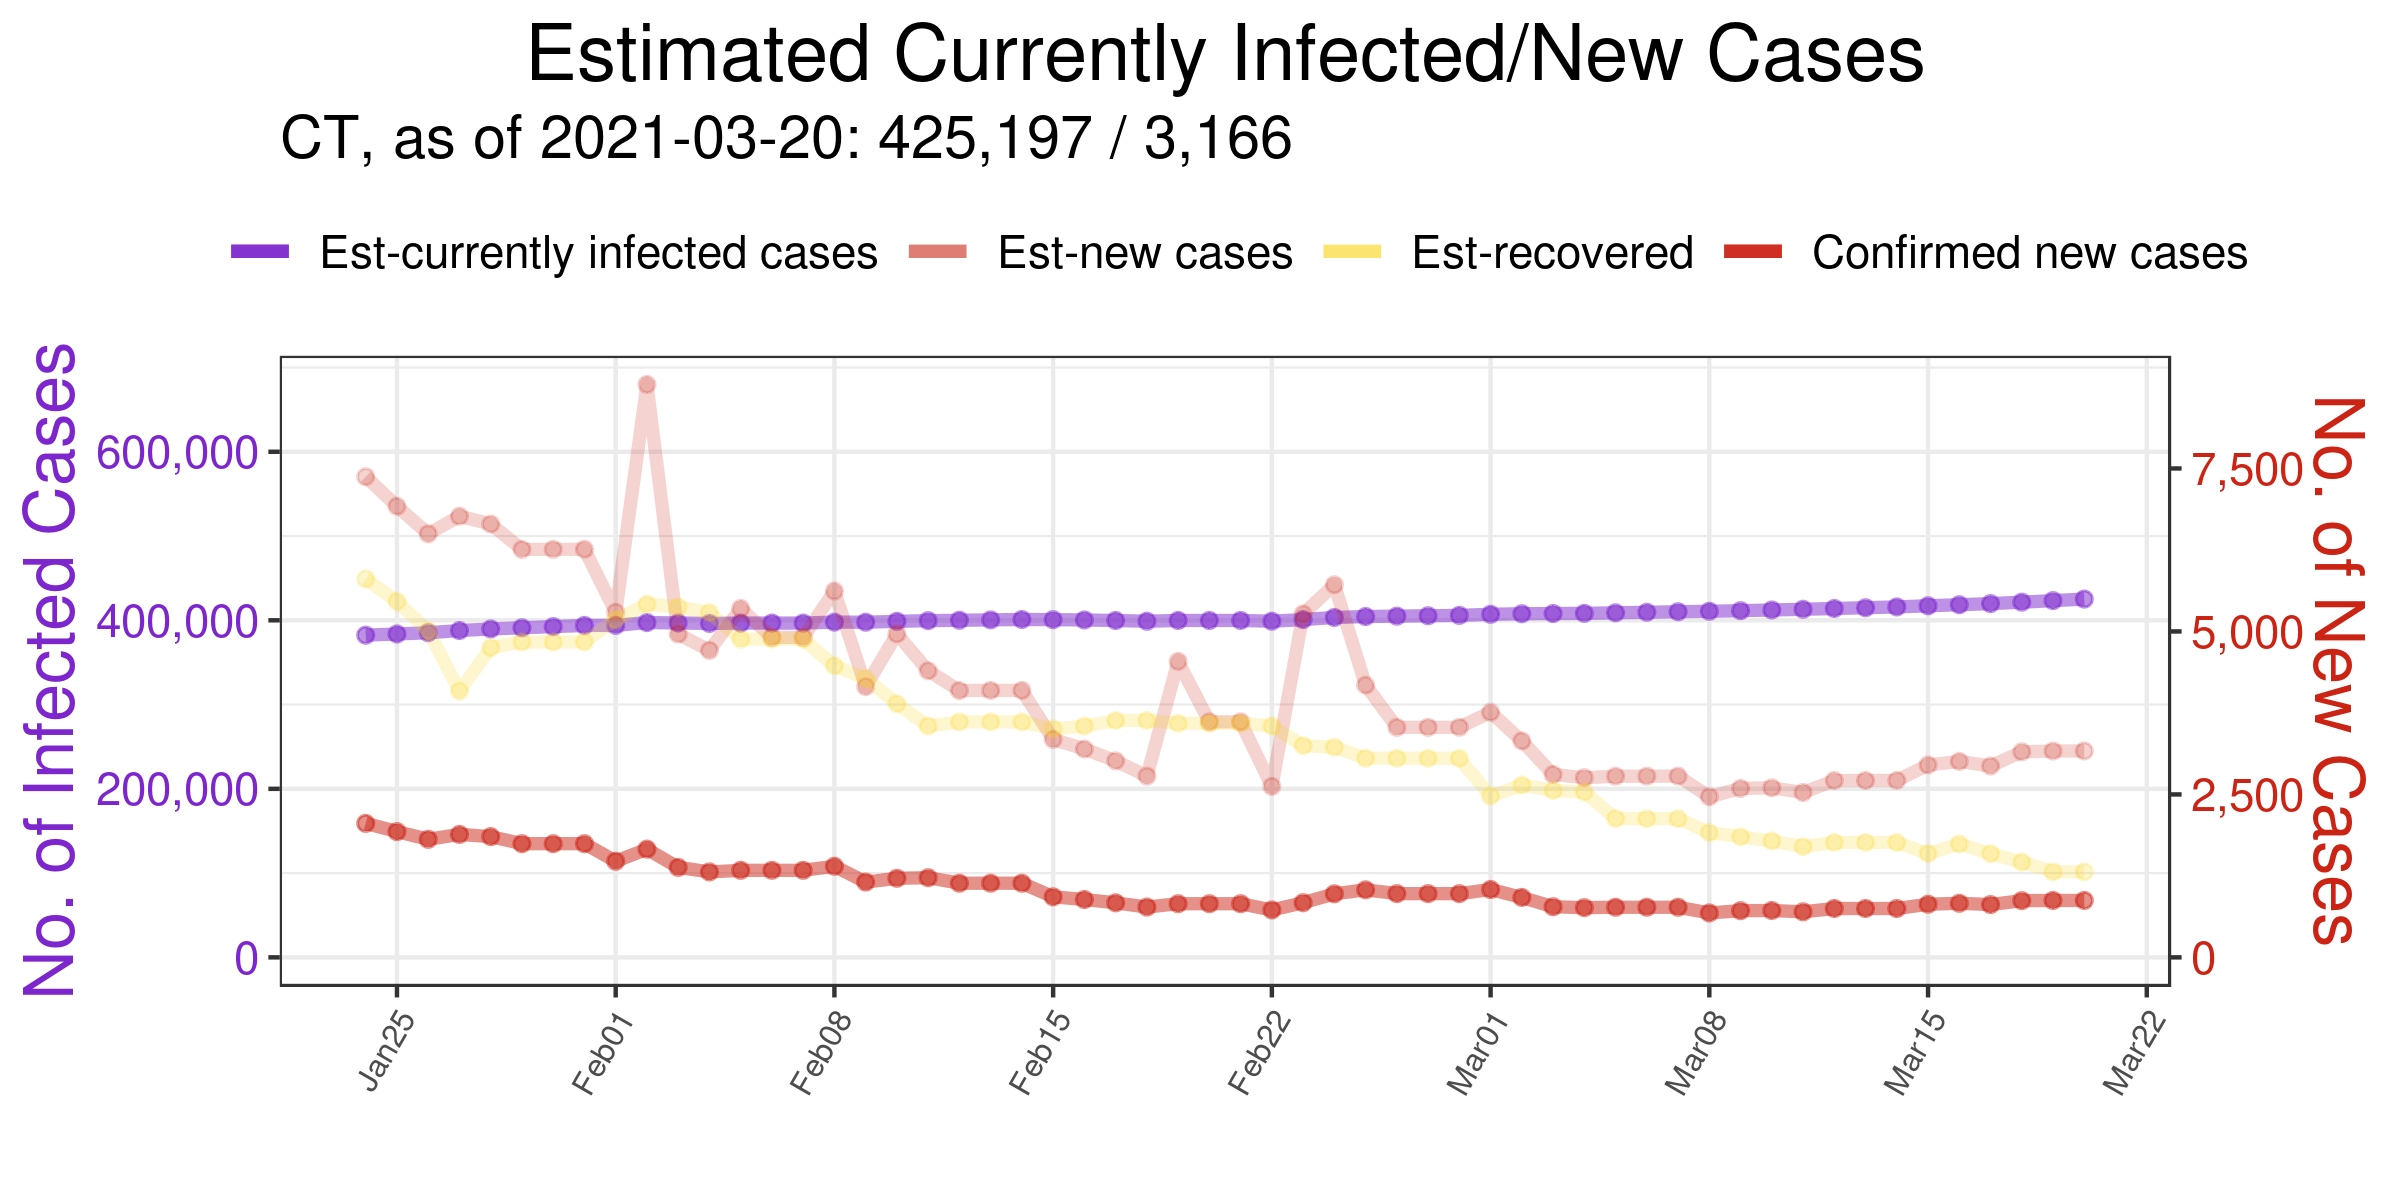 Estimated Currently Infected/New Cases
CT, as of 2021-03-20: 425,197 / 3,166
Est-currently infected cases Est-new cases Est-recovered Confirmed new cases
No. of Infected Cases
600,000
400,000
200,000
0
7,500
5,000
2,500
0
No. of New Cases
Jan25 Feb01 Feb08 Feb15 Feb22 Mar01 Mar08 Mar15 Mar22